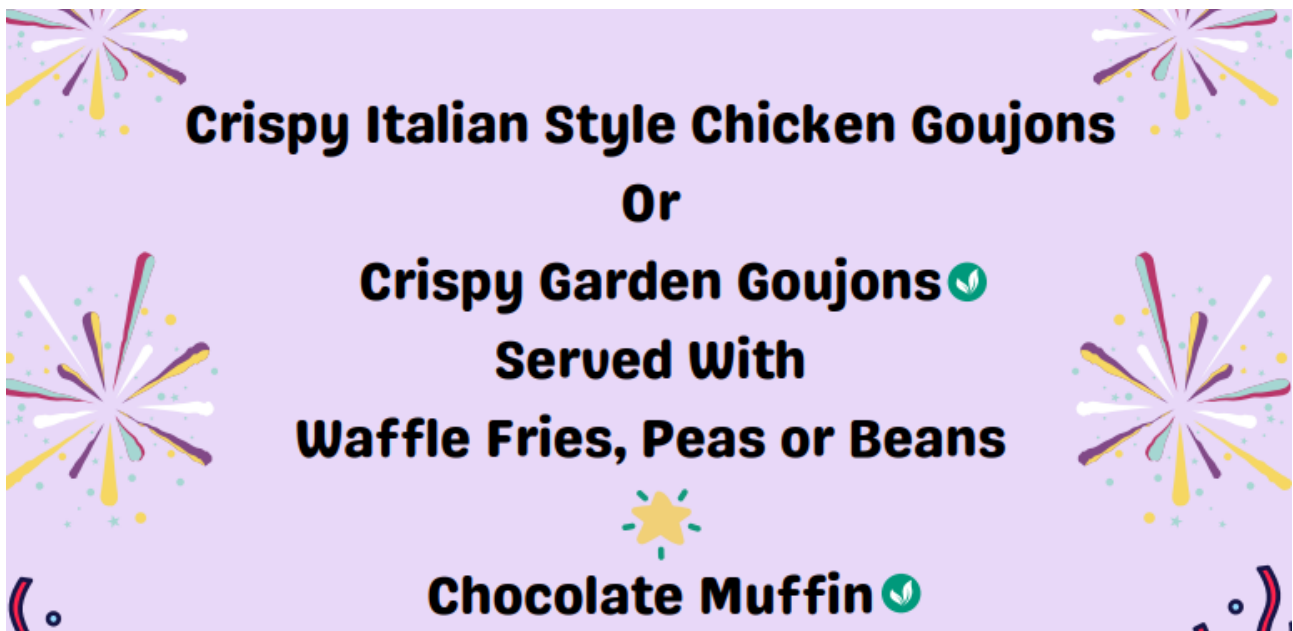 Crispy Italian Style Chicken Goujons
Or
Crispy Garden Goujons
Served With
Waffle Fries, Peas or Beans
Chocolate Muffin